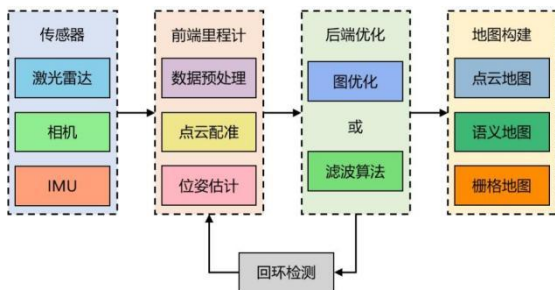 传感器
激光雷达
相机
IMU
前端里程计
数据预处理
点云配准
位姿估计
后端优化
图优化
或
滤波算法
地图构建
点云地图
语义地图
栅格地图
回环检测